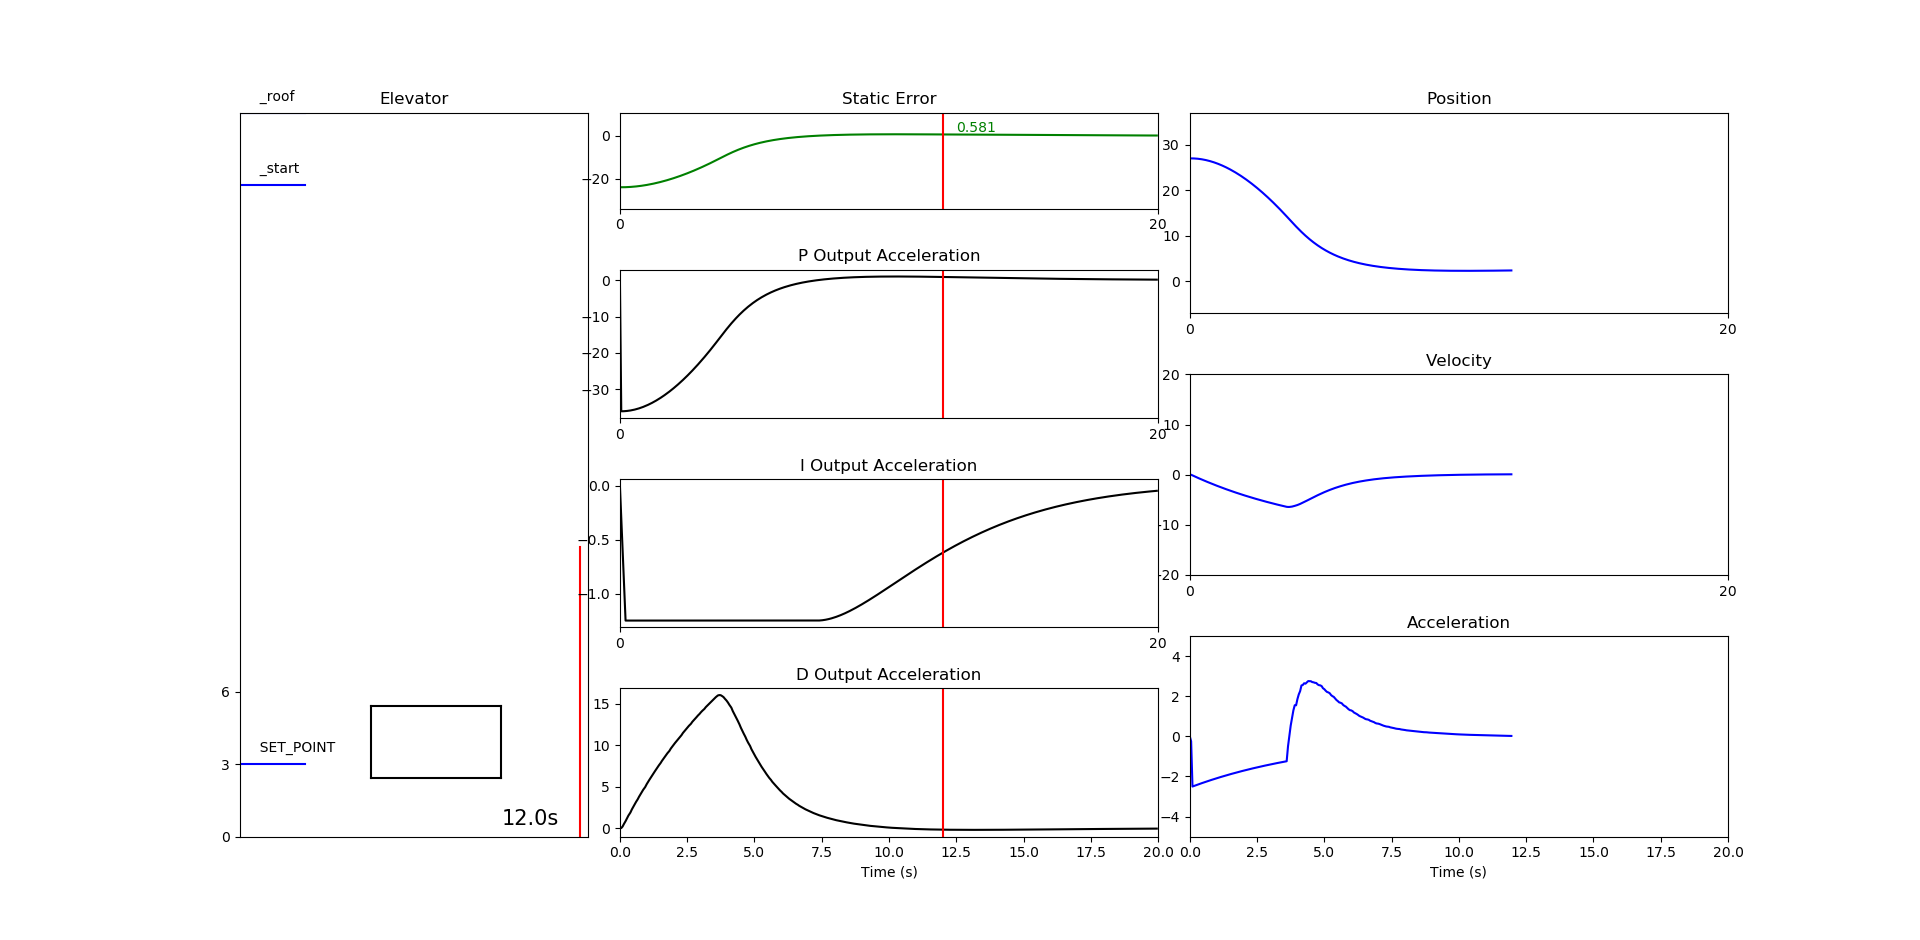 _roof
Elevator
_start
6
SET_POINT
3
12.0s
0
Static Error
0.581
0
−20
0
20
P Output Acceleration
0
−10
−20
−30
0
20
I Output Acceleration
0.0
−0.5
−1.0
0
20
D Output Acceleration
15
10
5
0
0.0 2.5 5.0 7.5 10.0 12.5 15.0 17.5 20.0
Time (s)
Position
30
20
10
0
0
20
Velocity
20
10
0
-10
-20
0
20
Acceleration
4
2
0
−2
−4
0.0 2.5 5.0 7.5 10.0 12.5 15.0 17.5 20.0
Time (s)